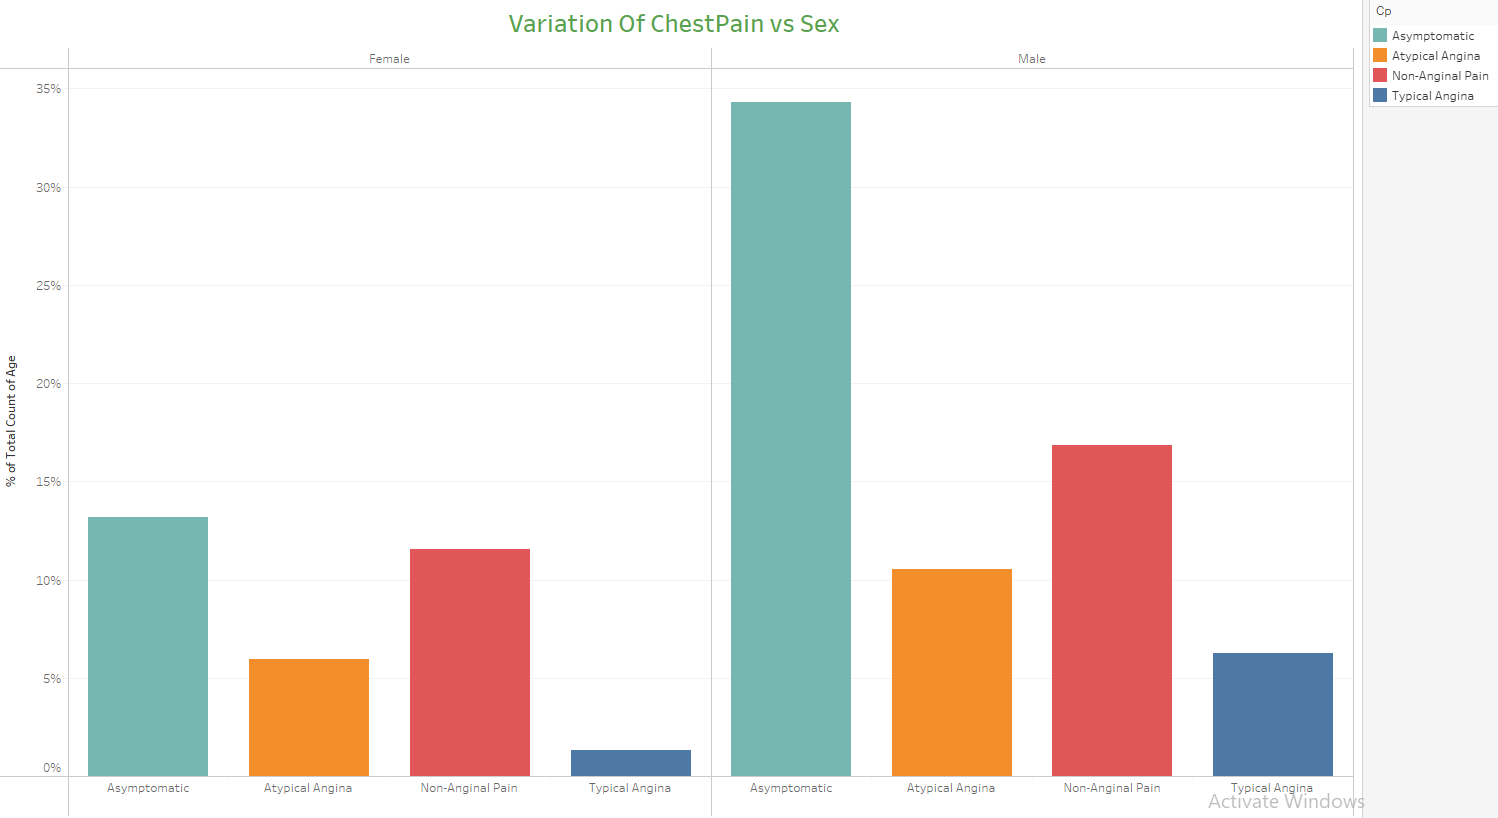 Variation Of ChestPain vs Sex
Cp
Asymptomatic
Atypical Angina
Non-Anginal Pain
Typical Angina
Female Male
% of Total Count of Age
35%
30%
25%
20%
15%
10%
5%
0%
Asymptomatic Atypical Angina Non-Anginal Pain Typical Angina Asymptomatic Atypical Angina Non-Anginal Pain Typical Angina
Activate Windows